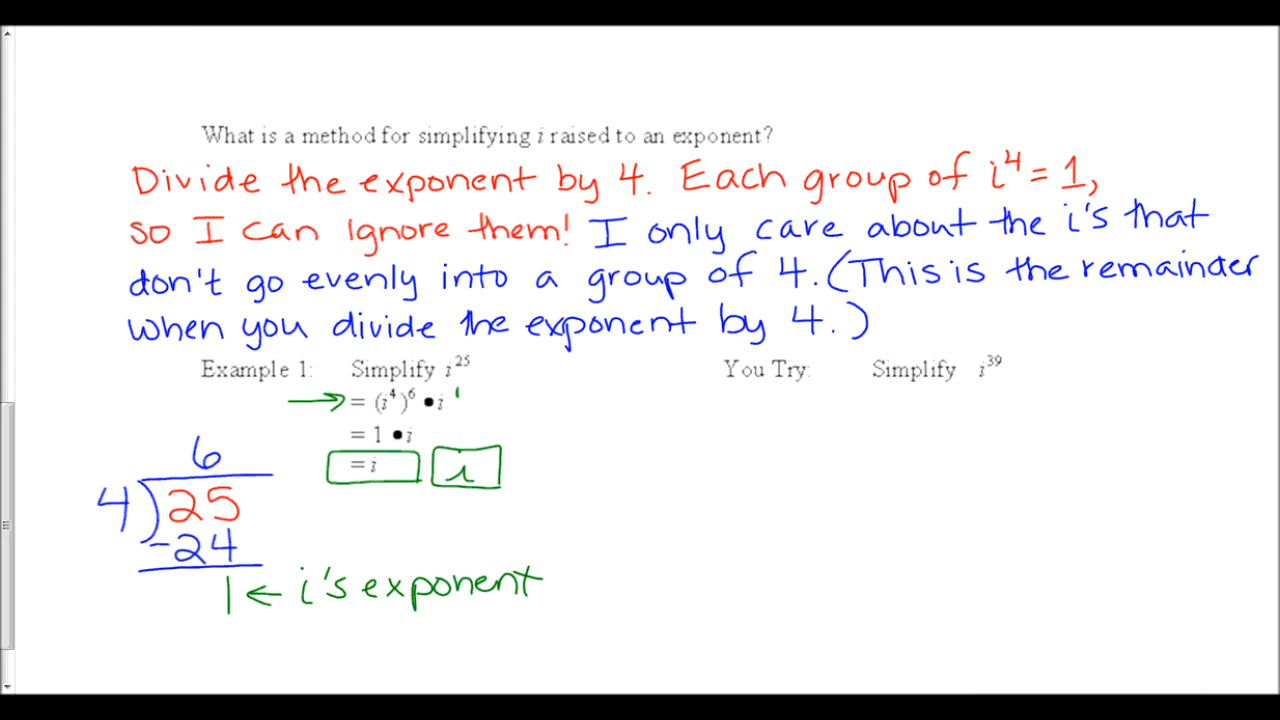 What is a method for simplifying i raised to an exponent?
Divide the exponent by 4. Each group of i⁴ = 1,
so I can ignore them! I only care about the i's that
don't go evenly into a group of 4. (This is the remainder
when you divide the exponent by 4.)
Example 1: Simplify i²⁵
= (i⁴)⁶ • i¹
= 1 • i
= i i
6
4)25
-24
1 ← i's exponent
You Try: Simplify i³⁹